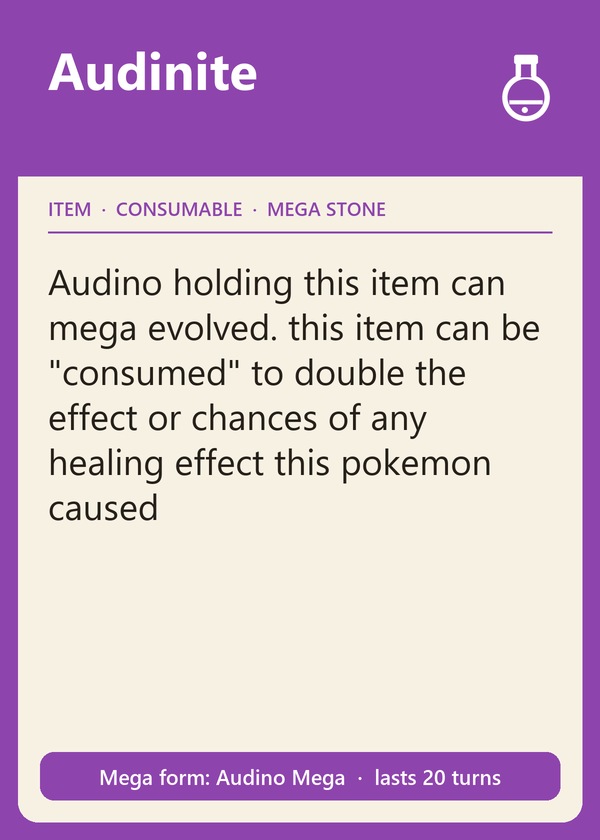 Audinite
ITEM · CONSUMABLE · MEGA STONE
Audino holding this item can
mega evolved. this item can be
"consumed" to double the
effect or chances of any
healing effect this pokemon
caused
Mega form: Audino Mega · lasts 20 turns